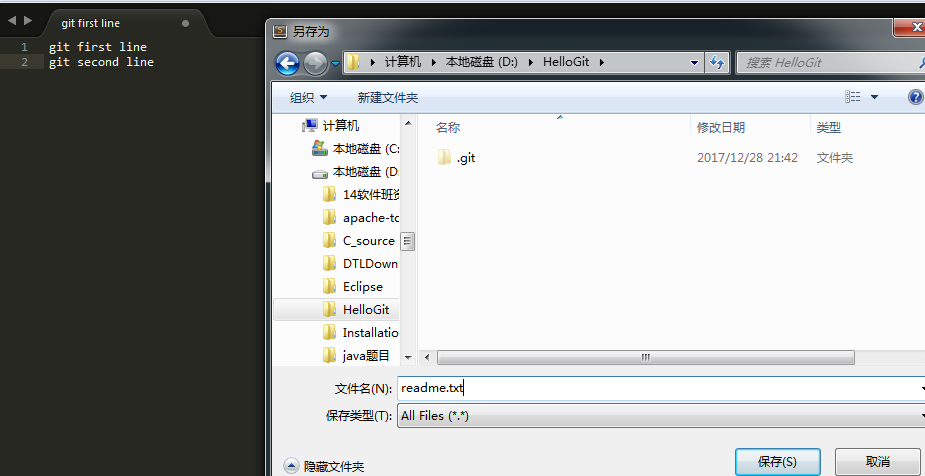 git first line
1 git first line
2 git second line
另存为
计算机 本地磁盘 (D:) HelloGit
搜索 HelloGit
组织 新建文件夹
名称 修改日期 类型
.git 2017/12/28 21:42 文件夹
计算机
本地磁盘 (C:
本地磁盘 (D:
14软件班资
apache-to
C_source
DTLDown
Eclipse
HelloGit
Installatio
java题目
文件名(N): readme.txt
保存类型(T): All Files (*.*)
隐藏文件夹
保存(S) 取消